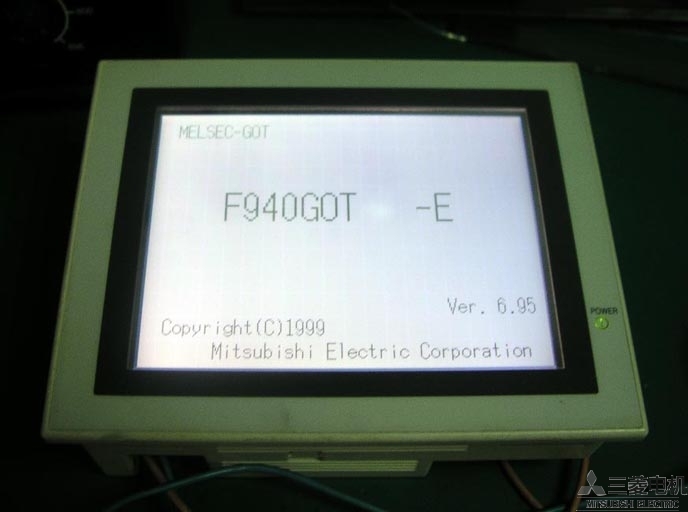 MELSEC-GOT
F940GOT -E
Ver. 6.95
Copyright(C)1999
Mitsubishi Electric Corporation
POWER
三菱电机
MITSUBISHI ELECTRIC